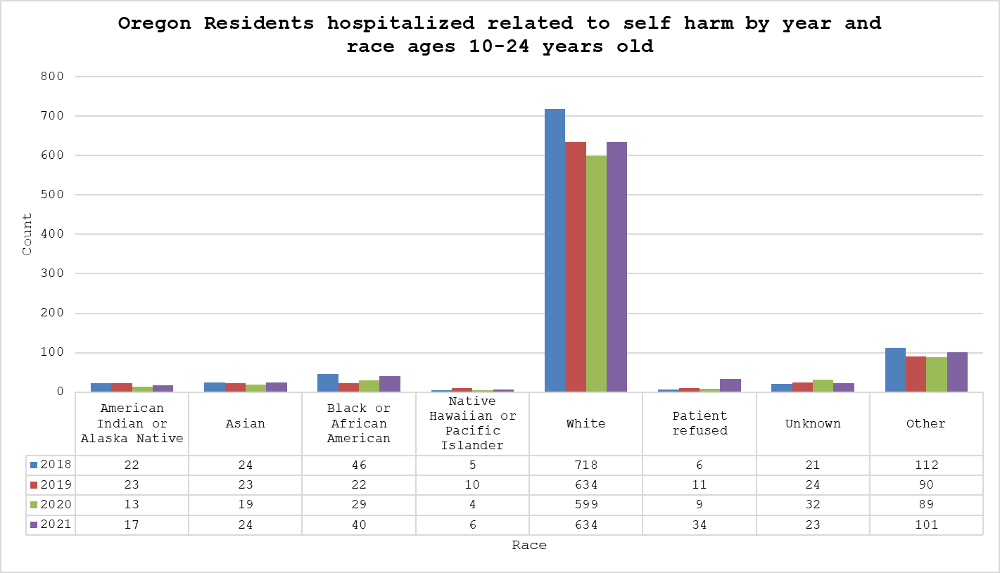 Oregon Residents hospitalized related to self harm by year and
race ages 10-24 years old
800
700
600
500
400
300
200
100
0
Count
American
Indian or
Alaska Native
Asian
Black or
African
American
Native
Hawaiian or
Pacific
Islander
White
Patient
refused
Unknown
Other
2018 22 24 46 5 718 6 21 112
2019 23 23 22 10 634 11 24 90
2020 13 19 29 4 599 9 32 89
2021 17 24 40 6 634 34 23 101
Race